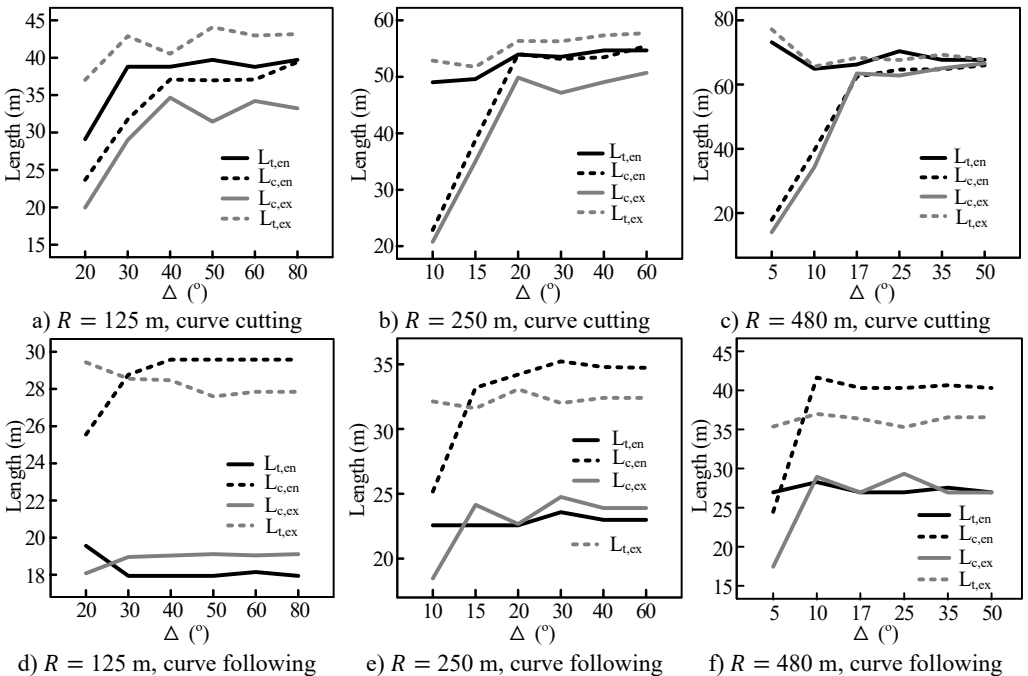 45
40
35
30
25
20
15
Length (m)
L_t,en
L_c,en
L_c,ex
L_t,ex
20 30 40 50 60 80
Δ (°)
a) R = 125 m, curve cutting
60
50
40
30
20
Length (m)
L_t,en
L_c,en
L_c,ex
L_t,ex
10 15 20 30 40 60
Δ (°)
b) R = 250 m, curve cutting
80
60
40
20
Length (m)
L_t,en
L_c,en
L_c,ex
L_t,ex
5 10 17 25 35 50
Δ (°)
c) R = 480 m, curve cutting
30
28
26
24
22
20
18
Length (m)
L_t,en
L_c,en
L_c,ex
L_t,ex
20 30 40 50 60 80
Δ (°)
d) R = 125 m, curve following
35
30
25
20
Length (m)
L_t,en
L_c,en
L_c,ex
L_t,ex
10 15 20 30 40 60
Δ (°)
e) R = 250 m, curve following
45
40
35
30
25
20
15
Length (m)
L_t,en
L_c,en
L_c,ex
L_t,ex
5 10 17 25 35 50
Δ (°)
f) R = 480 m, curve following